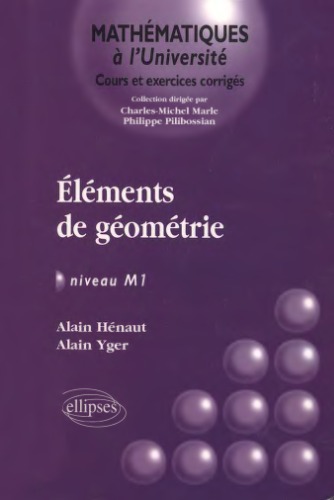 MATHÉMATIQUES
à l'Université
Cours et exercices corrigés
Collection dirigée par
Charles-Michel Marle
Philippe Pilibossian
Éléments
de géométrie
niveau M1
Alain Hénaut
Alain Yger
ellipses